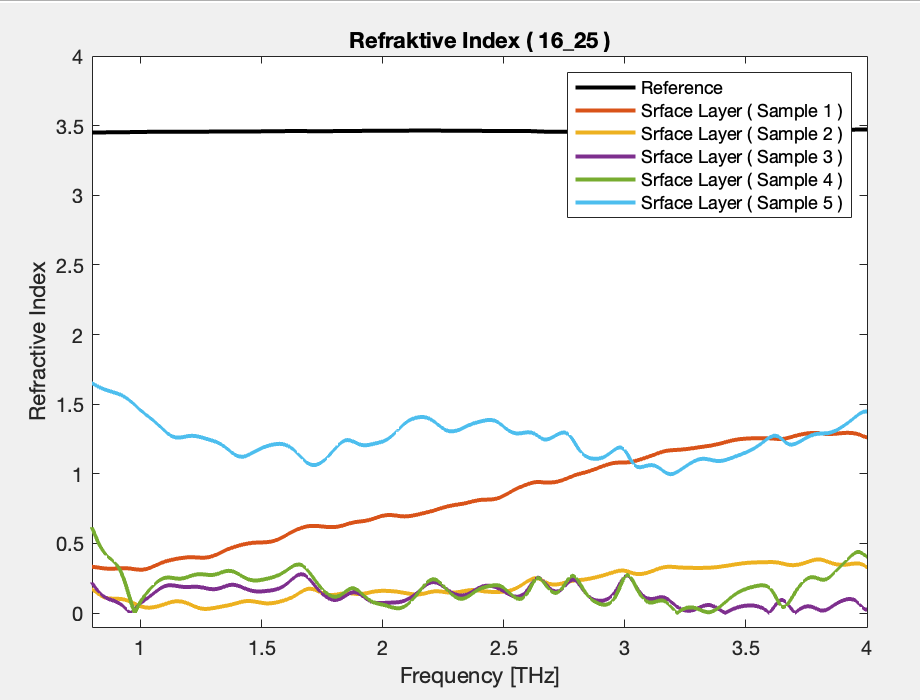 Refraktive Index ( 16_25 )
4
3.5
3
2.5
2
1.5
1
0.5
0
Refractive Index
Reference
Srface Layer ( Sample 1 )
Srface Layer ( Sample 2 )
Srface Layer ( Sample 3 )
Srface Layer ( Sample 4 )
Srface Layer ( Sample 5 )
1 1.5 2 2.5 3 3.5 4
Frequency [THz]